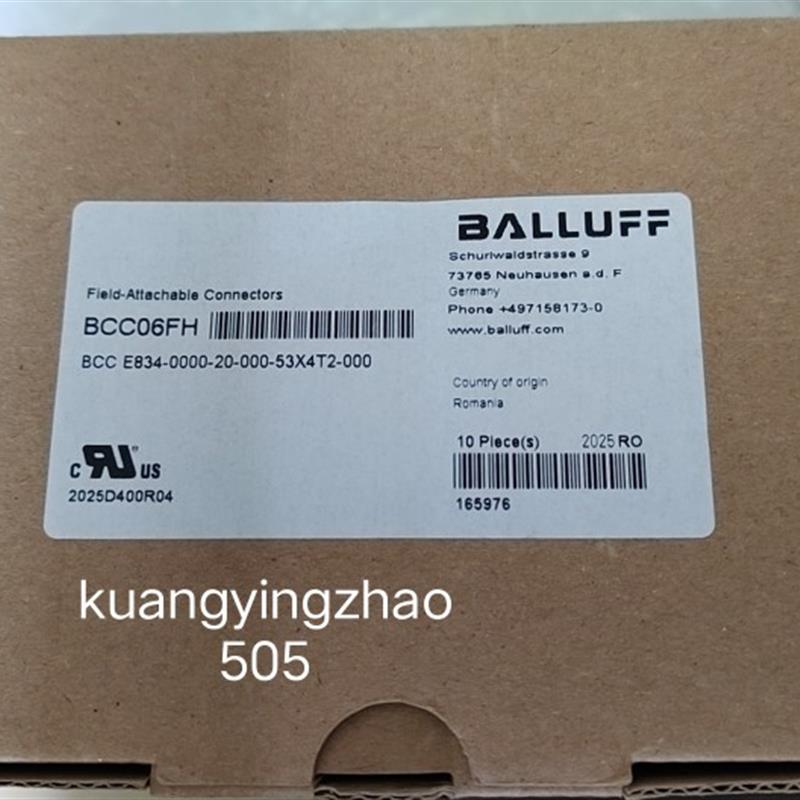 BALLUFF
Schurwaldstrasse 9
73765 Neuhausen a.d. F
Germany
Phone +497158173-0
www.balluff.com
Field-Attachable Connectors
BCC06FH
BCC E834-0000-20-000-53X4T2-000
Country of origin
Romania
10 Piece(s) 2025 RO
165976
c RU US
2025D400R04
kuangyingzhao
505